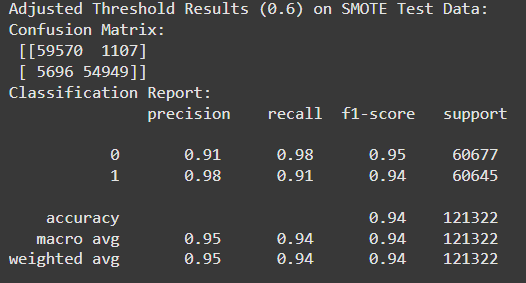 Adjusted Threshold Results (0.6) on SMOTE Test Data:
Confusion Matrix:
[[59570  1107]
[ 5696 54949]]
Classification Report:
precision    recall  f1-score   support
0       0.91      0.98      0.95     60677
1       0.98      0.91      0.94     60645
accuracy                           0.94    121322
macro avg       0.95      0.94      0.94    121322
weighted avg       0.95      0.94      0.94    121322